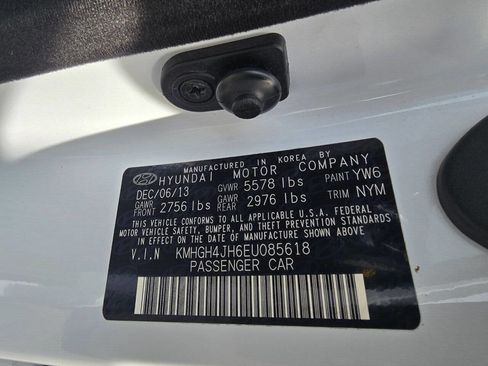 MANUFACTURED IN KOREA BY
HYUNDAI MOTOR COMPANY
DEC/06/13 GVWR 5578 lbs PAINT YW6
GAWR FRONT 2756 lbs GAWR REAR 2976 lbs TRIM NYM
THIS VEHICLE CONFORMS TO ALL APPLICABLE U.S.A. FEDERAL
MOTOR VEHICLE SAFETY, BUMPER, AND THEFT PREVENTION STANDARDS
IN EFFECT ON THE DATE OF MANUFACTURE SHOWN ABOVE.
V.I.N KMHGH4JH6EU085618
PASSENGER CAR